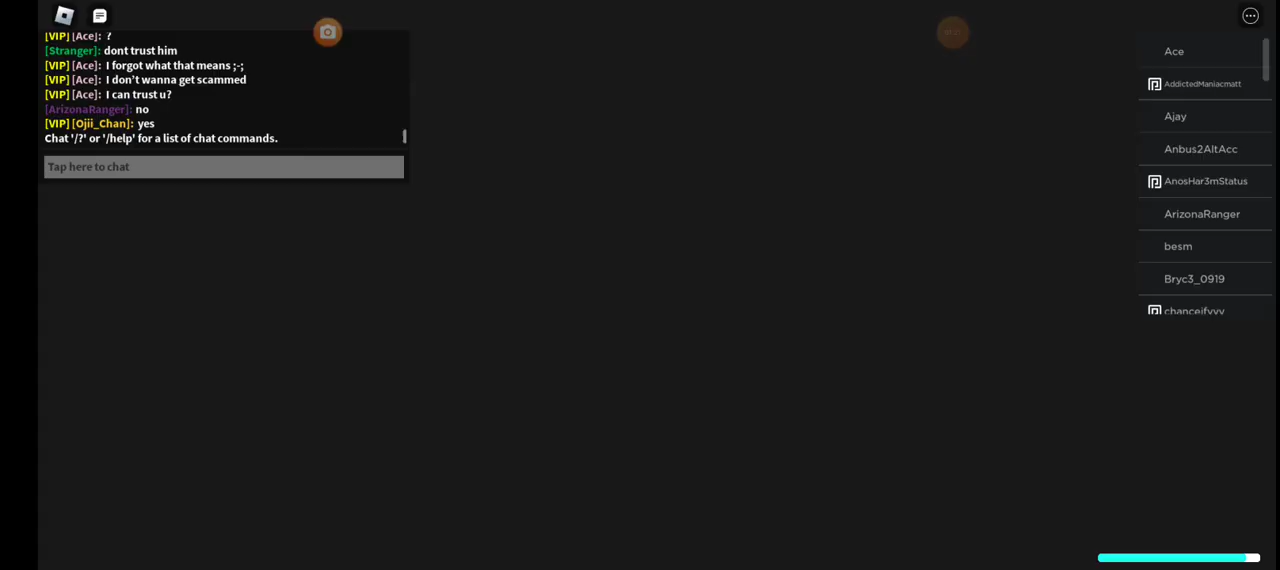 [VIP] [Ace]: ?
[Stranger]: dont trust him
[VIP] [Ace]: I forgot what that means ;-;
[VIP] [Ace]: I don't wanna get scammed
[VIP] [Ace]: I can trust u?
[ArizonaRanger]: no
[VIP] [Ojii_Chan]: yes
Chat '/?' or '/help' for a list of chat commands.
Tap here to chat
Ace
AddictedManiacmatt
Ajay
Anbus2AltAcc
AnosHar3mStatus
ArizonaRanger
besm
Bryc3_0919